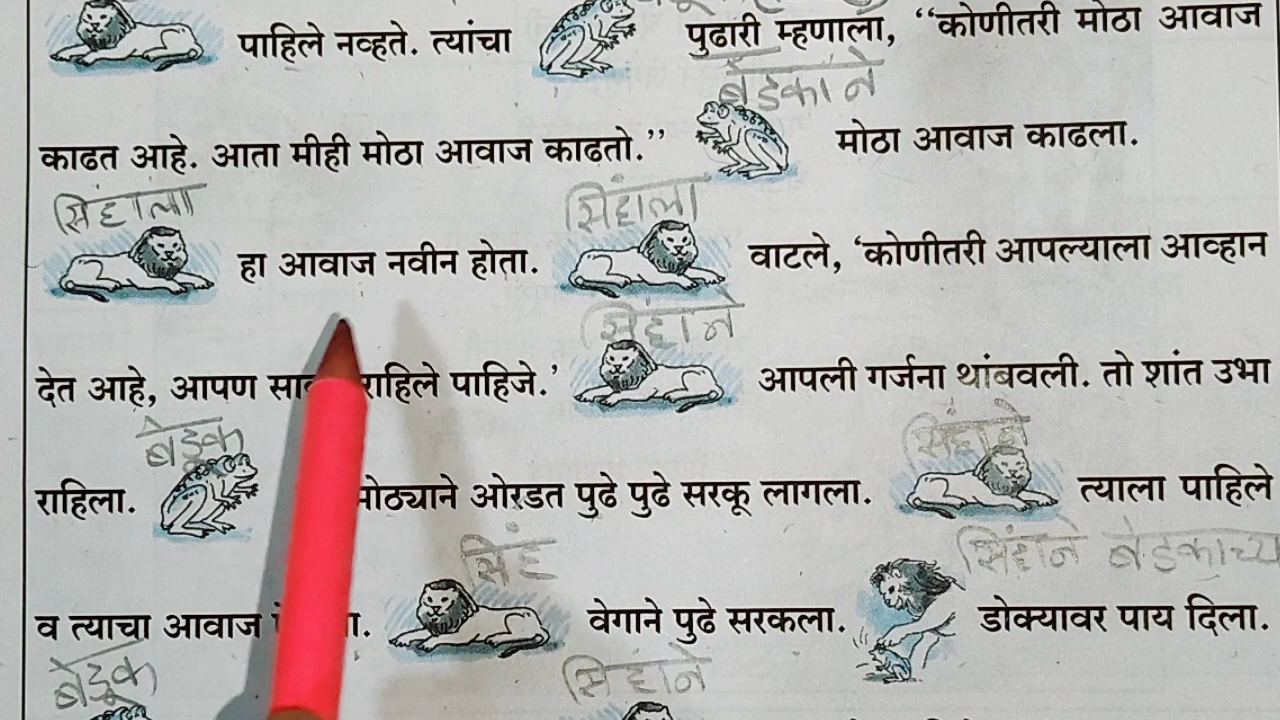 पाहिले नव्हते. त्यांचा पुढारी म्हणाला, “कोणीतरी मोठा आवाज
बेडकाने
काढत आहे. आता मीही मोठा आवाज काढतो.” मोठा आवाज काढला.
सिंहाला सिंहाला
हा आवाज नवीन होता. वाटले, ‘कोणीतरी आपल्याला आव्हान
सिंहाने
देत आहे, आपण राहिले पाहिजे.’ आपली गर्जना थांबवली. तो शांत उभा
बेडूक सिंहाने
राहिला. मोठ्याने ओरडत पुढे पुढे सरकू लागला. त्याला पाहिले
सिंह सिंहाने बेडकाच्या
व त्याचा आवाज वेगाने पुढे सरकला. डोक्यावर पाय दिला.
बेडूक सिंहाने